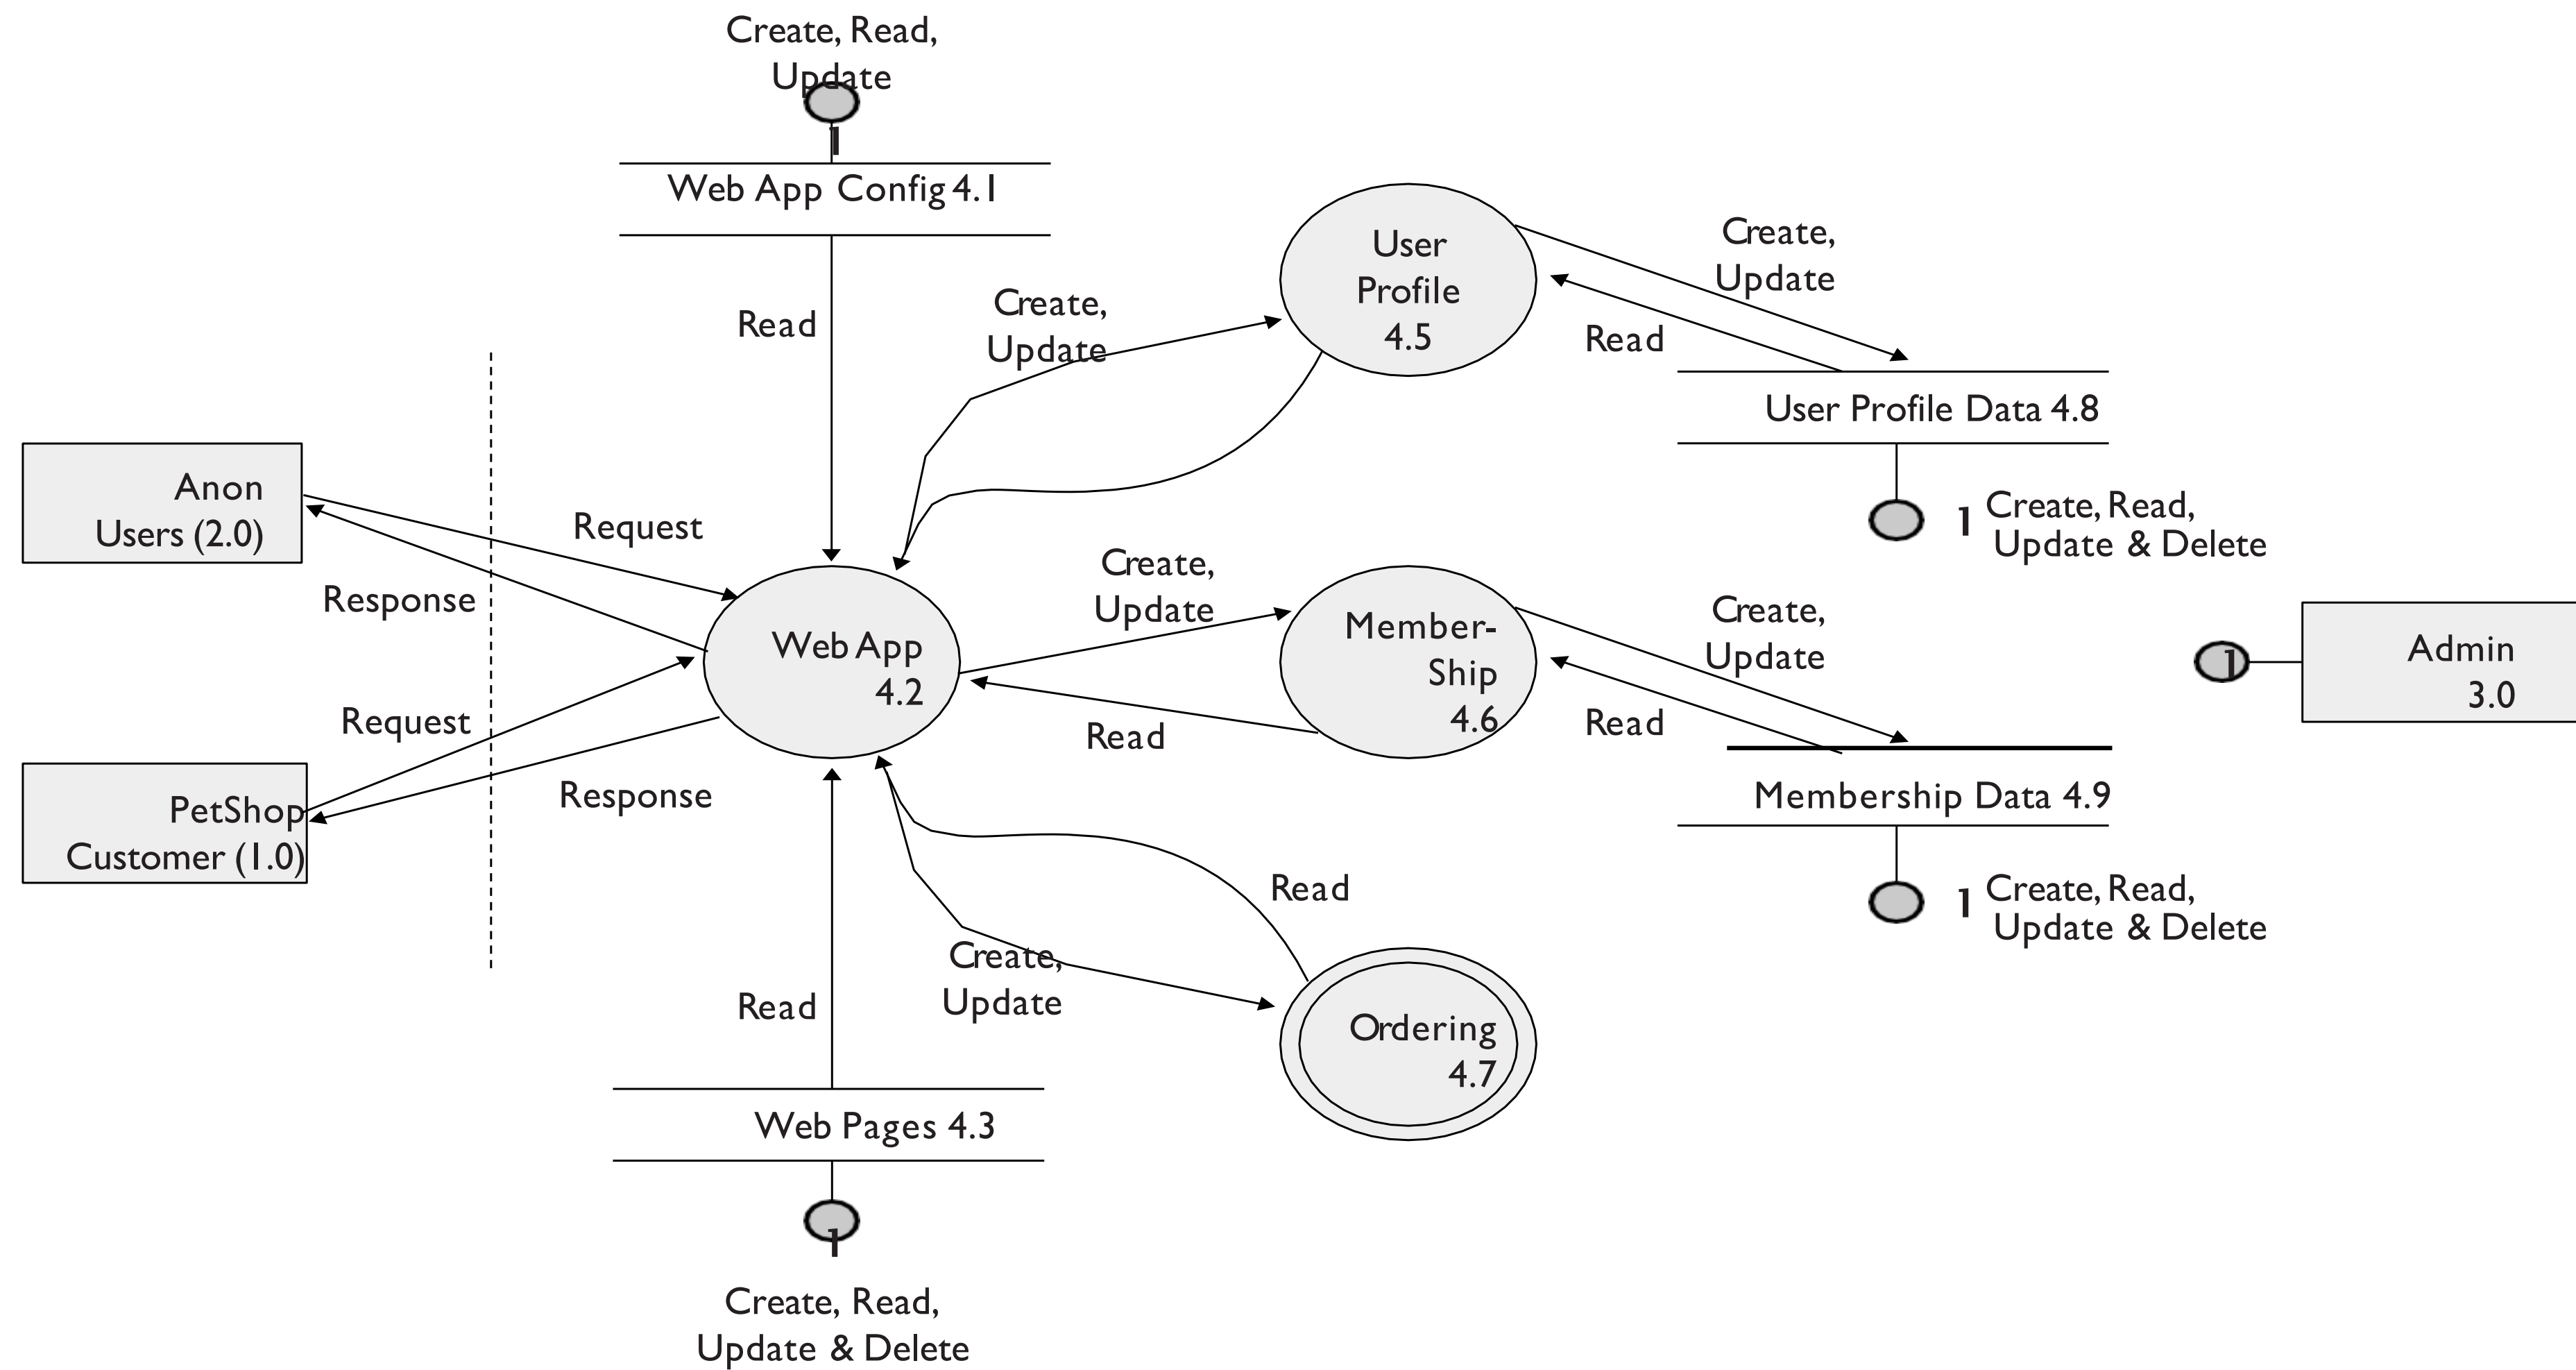 Create, Read,
Update
1
Web App Config 4.1
Read
Create,
Update
User
Profile
4.5
Create,
Update
Read
User Profile Data 4.8
1 Create, Read,
Update & Delete
Anon
Users (2.0)
Request
Response
Web App
4.2
Create,
Update
Read
Member-
Ship
4.6
Create,
Update
Read
Membership Data 4.9
1 Create, Read,
Update & Delete
1
Admin
3.0
Request
Response
PetShop
Customer (1.0)
Read
Create,
Update
Read
Ordering
4.7
Web Pages 4.3
1
Create, Read,
Update & Delete